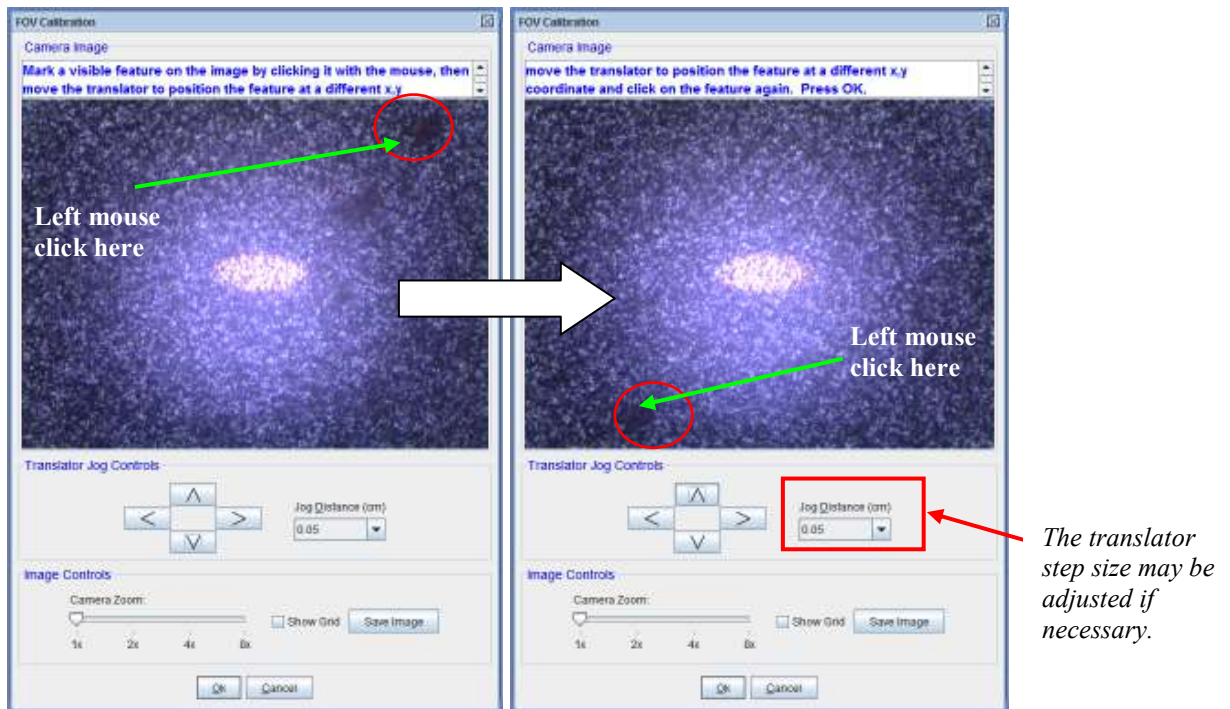 FOV Calibration
Camera Image
Mark a visible feature on the image by clicking it with the mouse, then
move the translator to position the feature at a different x,y
Left mouse
click here
Translator Jog Controls
<
>
Jog Distance (cm)
0.05
Image Controls
Camera Zoom:
1x 2x 4x 8x
Show Grid
Save Image
OK
Cancel
FOV Calibration
Camera Image
move the translator to position the feature at a different x,y
coordinate and click on the feature again. Press OK.
Left mouse
click here
Translator Jog Controls
<
>
Jog Distance (cm)
0.05
Image Controls
Camera Zoom:
1x 2x 4x 8x
Show Grid
Save Image
OK
Cancel
The translator
step size may be
adjusted if
necessary.